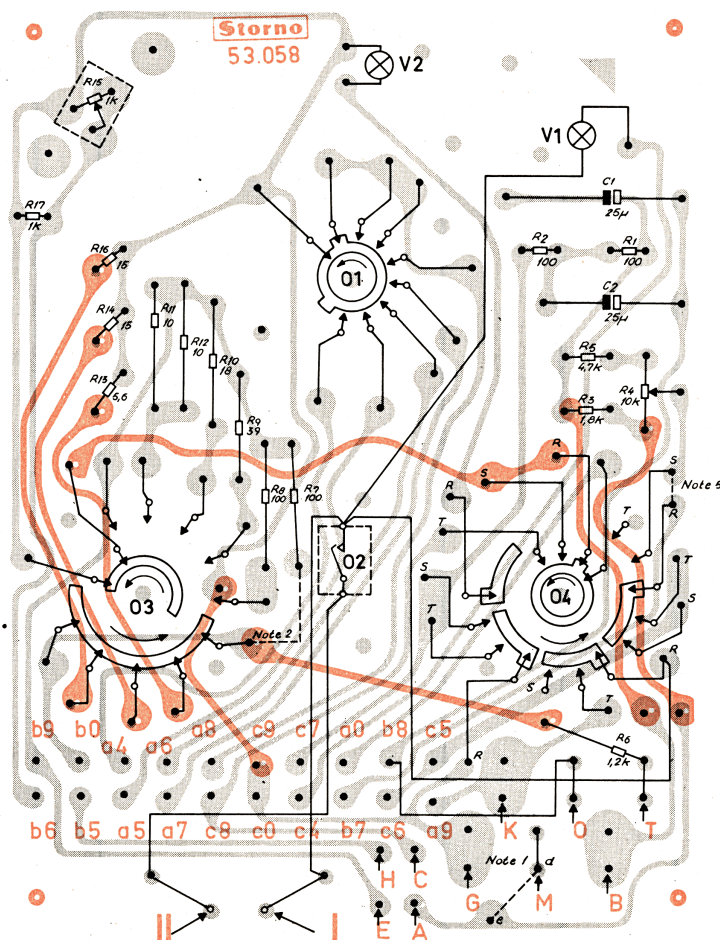 Storno
53.058
V2
R15
1K
V1
R17
1K
C1
25µ
R16
15
R2
100
R1
100
O1
C2
25µ
R14
15
R11
10
R12
10
R10
18
R5
4,7K
R13
5,6
R4
10K
R3
1,8K
R9
39
R
S
S
Note 5
R
R
R8
100
R7
100
T
T
O2
T
S
O3
O4
S
T
Note 2
R
S
T
b9
b0
a4
a6
a8
c9
c7
a0
b8
c5
R
R6
1,2K
b6
b5
a5
a7
c8
c0
c4
b7
c6
a9
K
O
T
Note 1
d
H
C
G
M
B
e
II
I
E
A